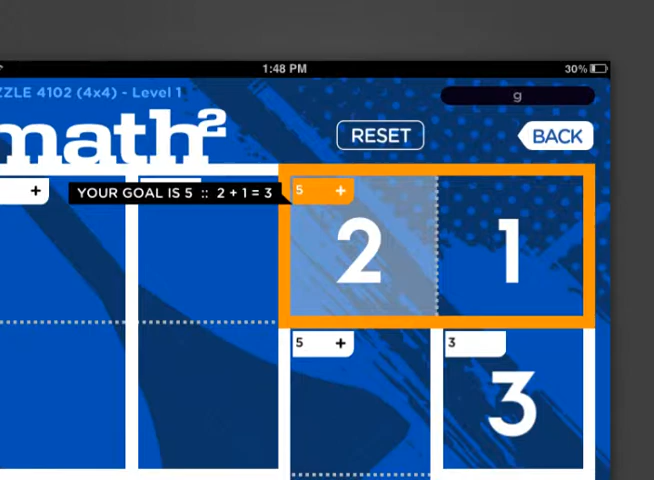 1:48 PM
30%
ZZLE 4102 (4x4) - Level 1
g
math²
RESET
BACK
+
YOUR GOAL IS 5 :: 2 + 1 = 3
5 +
2
1
5 +
3
3